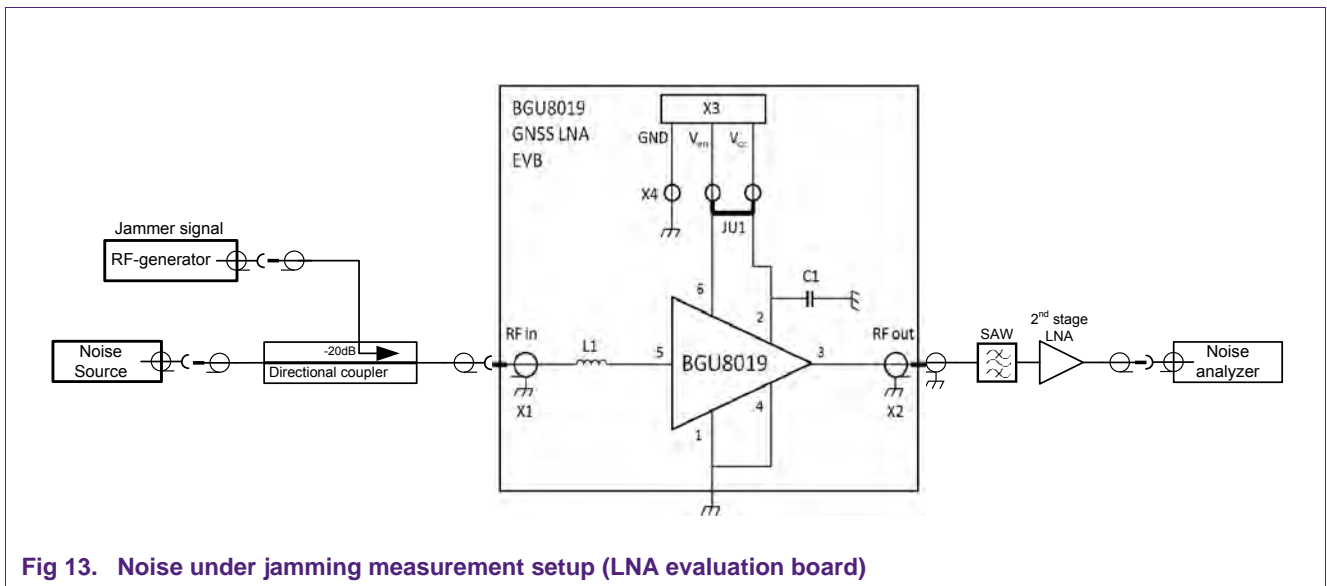 BGU8019
GNSS LNA
EVB
X3
GND Ven Vcc
X4
JU1
C1
Jammer signal
RF-generator
6
2
RF in
L1
5
BGU8019
3
RF out
SAW
2nd stage
LNA
Noise
Source
-20dB
Directional coupler
Noise
analyzer
X1
1
4
X2
Fig 13. Noise under jamming measurement setup (LNA evaluation board)